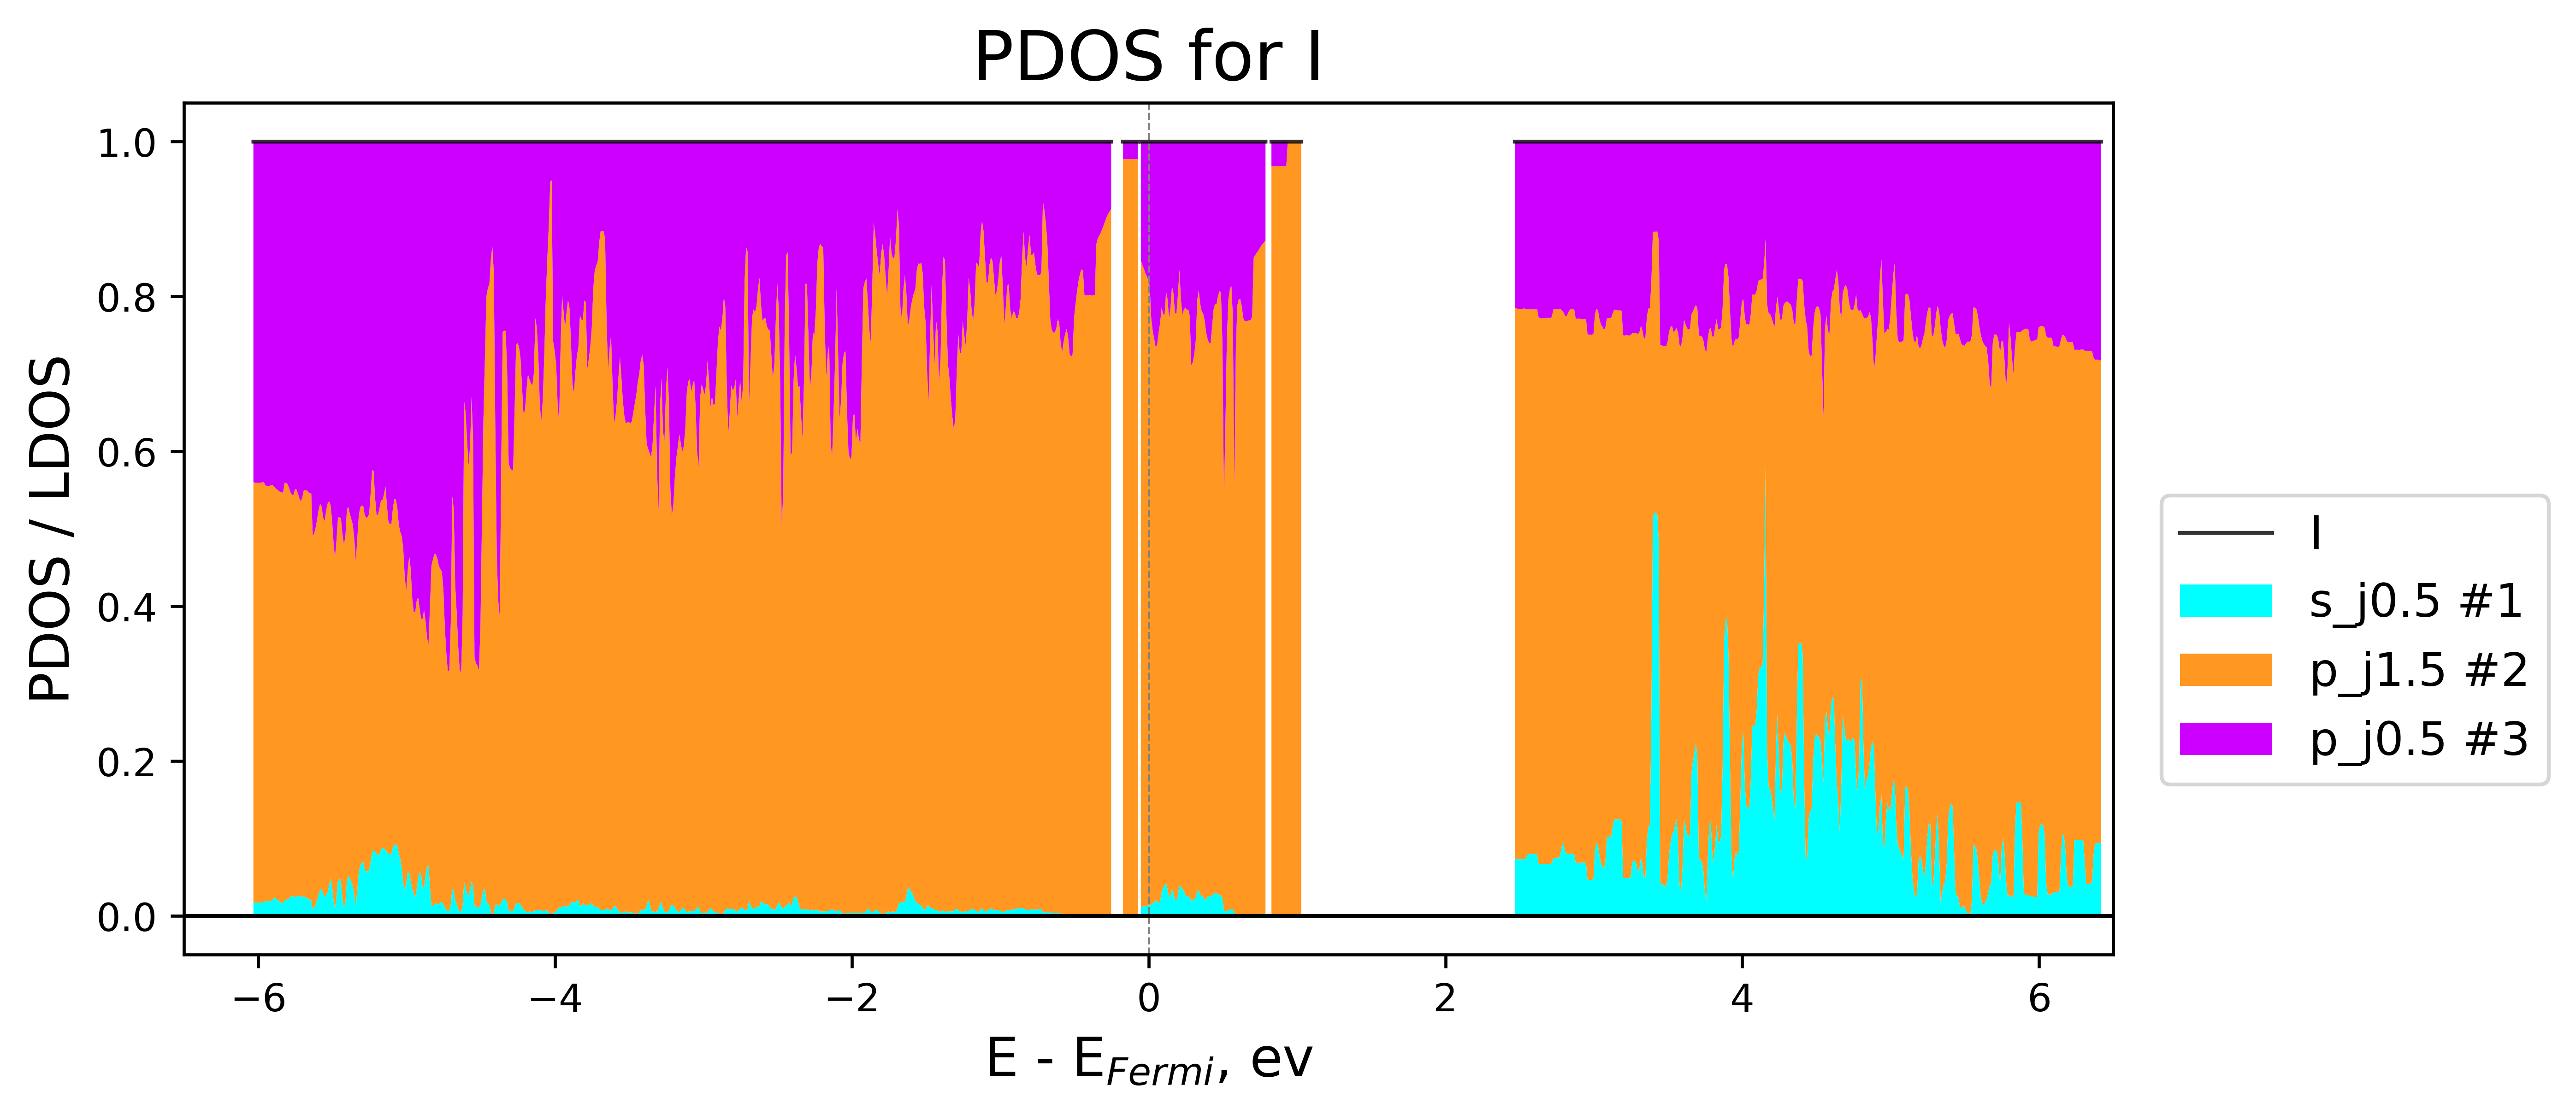 PDOS for I
PDOS / LDOS
1.0
0.8
0.6
0.4
0.2
0.0
−6
−4
−2
0
2
4
6
E - E_Fermi, ev
I
s_j0.5 #1
p_j1.5 #2
p_j0.5 #3